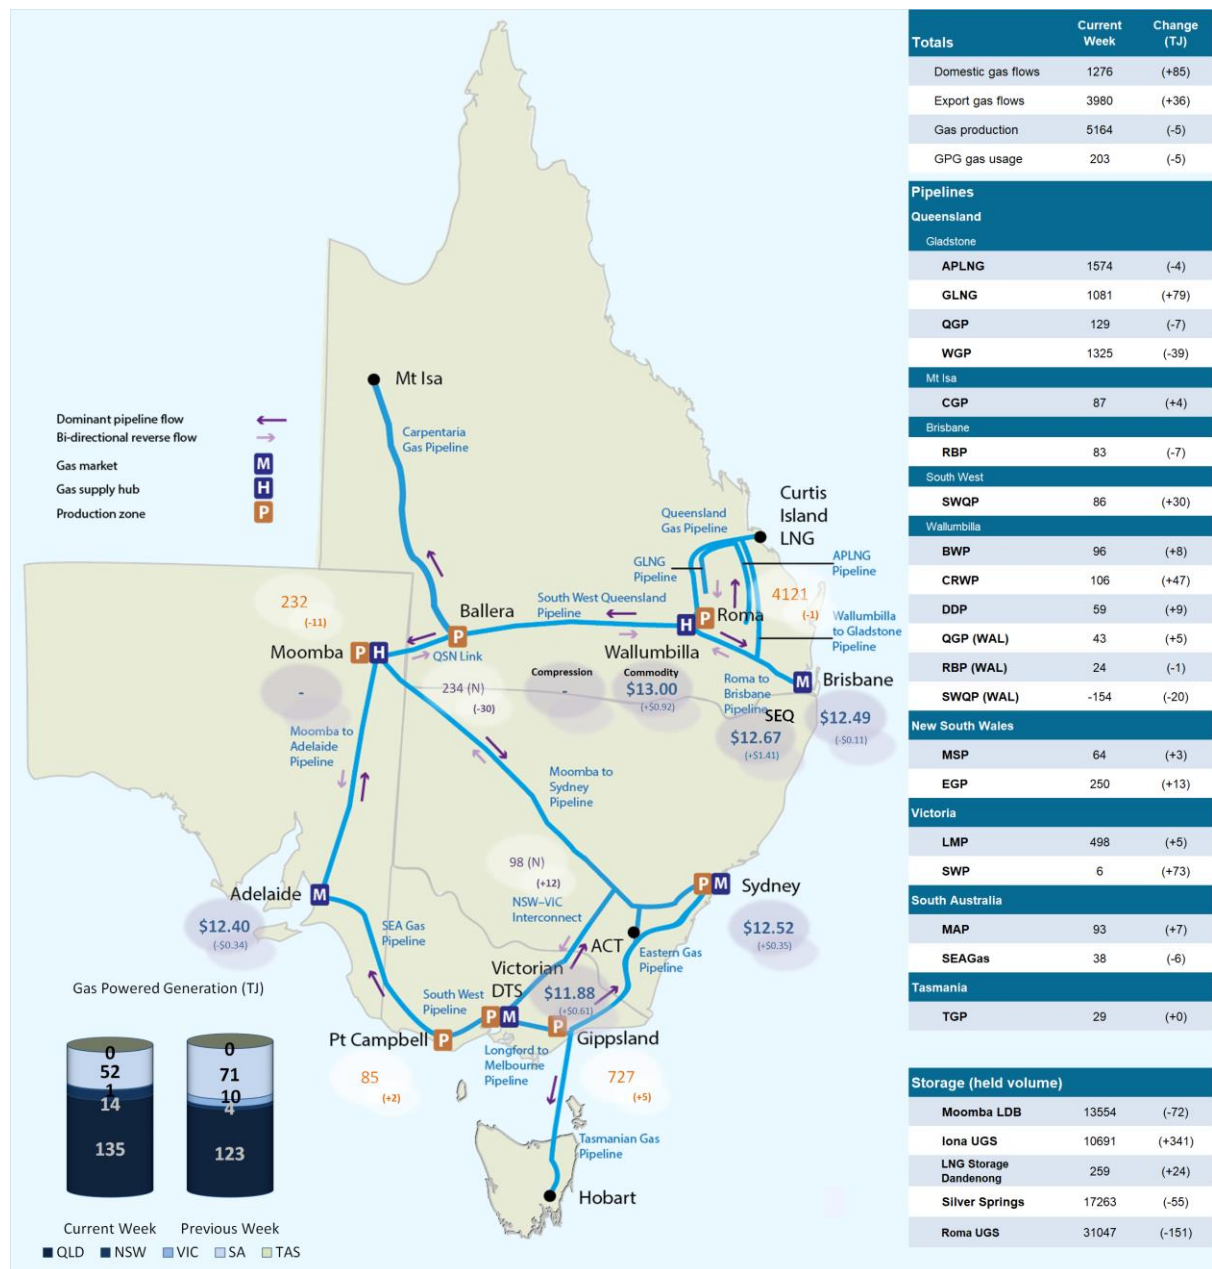 Mt Isa
Dominant pipeline flow
Bi-directional reverse flow
Gas market M
Gas supply hub H
Production zone P
Carpentaria
Gas Pipeline
Curtis
Island
LNG
Queensland
Gas Pipeline
GLNG
Pipeline
APLNG
Pipeline
232
(-11)
Ballera
South West Queensland
Pipeline
P
Roma
4121
(-1)
Wallumbilla
to Gladstone
Pipeline
Moomba
P H
P
QSN Link
H
Wallumbilla
-
234 (N)
(-30)
Compression
-
Commodity
$13.00
(+$0.92)
Roma to
Brisbane
Pipeline
M
Brisbane
SEQ
$12.67
(+$1.41)
$12.49
(-$0.11)
Moomba to
Adelaide
Pipeline
Moomba to
Sydney
Pipeline
98 (N)
(+12)
NSW–VIC
Interconnect
Adelaide M
$12.40
(-$0.34)
P M Sydney
$12.52
(+$0.35)
SEA Gas
Pipeline
ACT
Eastern Gas
Pipeline
Victorian
DTS
$11.88
(+$0.61)
South West
Pipeline
P M
P
Pt Campbell P
Gippsland
Longford to
Melbourne
Pipeline
85
(+2)
727
(+5)
Tasmanian Gas
Pipeline
Hobart
Gas Powered Generation (TJ)
0 0
52 71
1 10
14 4
135 123
Current Week Previous Week
QLD NSW VIC SA TAS
Totals Current Week Change (TJ)
Domestic gas flows 1276 (+85)
Export gas flows 3980 (+36)
Gas production 5164 (-5)
GPG gas usage 203 (-5)
Pipelines
Queensland
Gladstone
APLNG 1574 (-4)
GLNG 1081 (+79)
QGP 129 (-7)
WGP 1325 (-39)
Mt Isa
CGP 87 (+4)
Brisbane
RBP 83 (-7)
South West
SWQP 86 (+30)
Wallumbilla
BWP 96 (+8)
CRWP 106 (+47)
DDP 59 (+9)
QGP (WAL) 43 (+5)
RBP (WAL) 24 (-1)
SWQP (WAL) -154 (-20)
New South Wales
MSP 64 (+3)
EGP 250 (+13)
Victoria
LMP 498 (+5)
SWP 6 (+73)
South Australia
MAP 93 (+7)
SEAGas 38 (-6)
Tasmania
TGP 29 (+0)
Storage (held volume)
Moomba LDB 13554 (-72)
Iona UGS 10691 (+341)
LNG Storage
Dandenong 259 (+24)
Silver Springs 17263 (-55)
Roma UGS 31047 (-151)